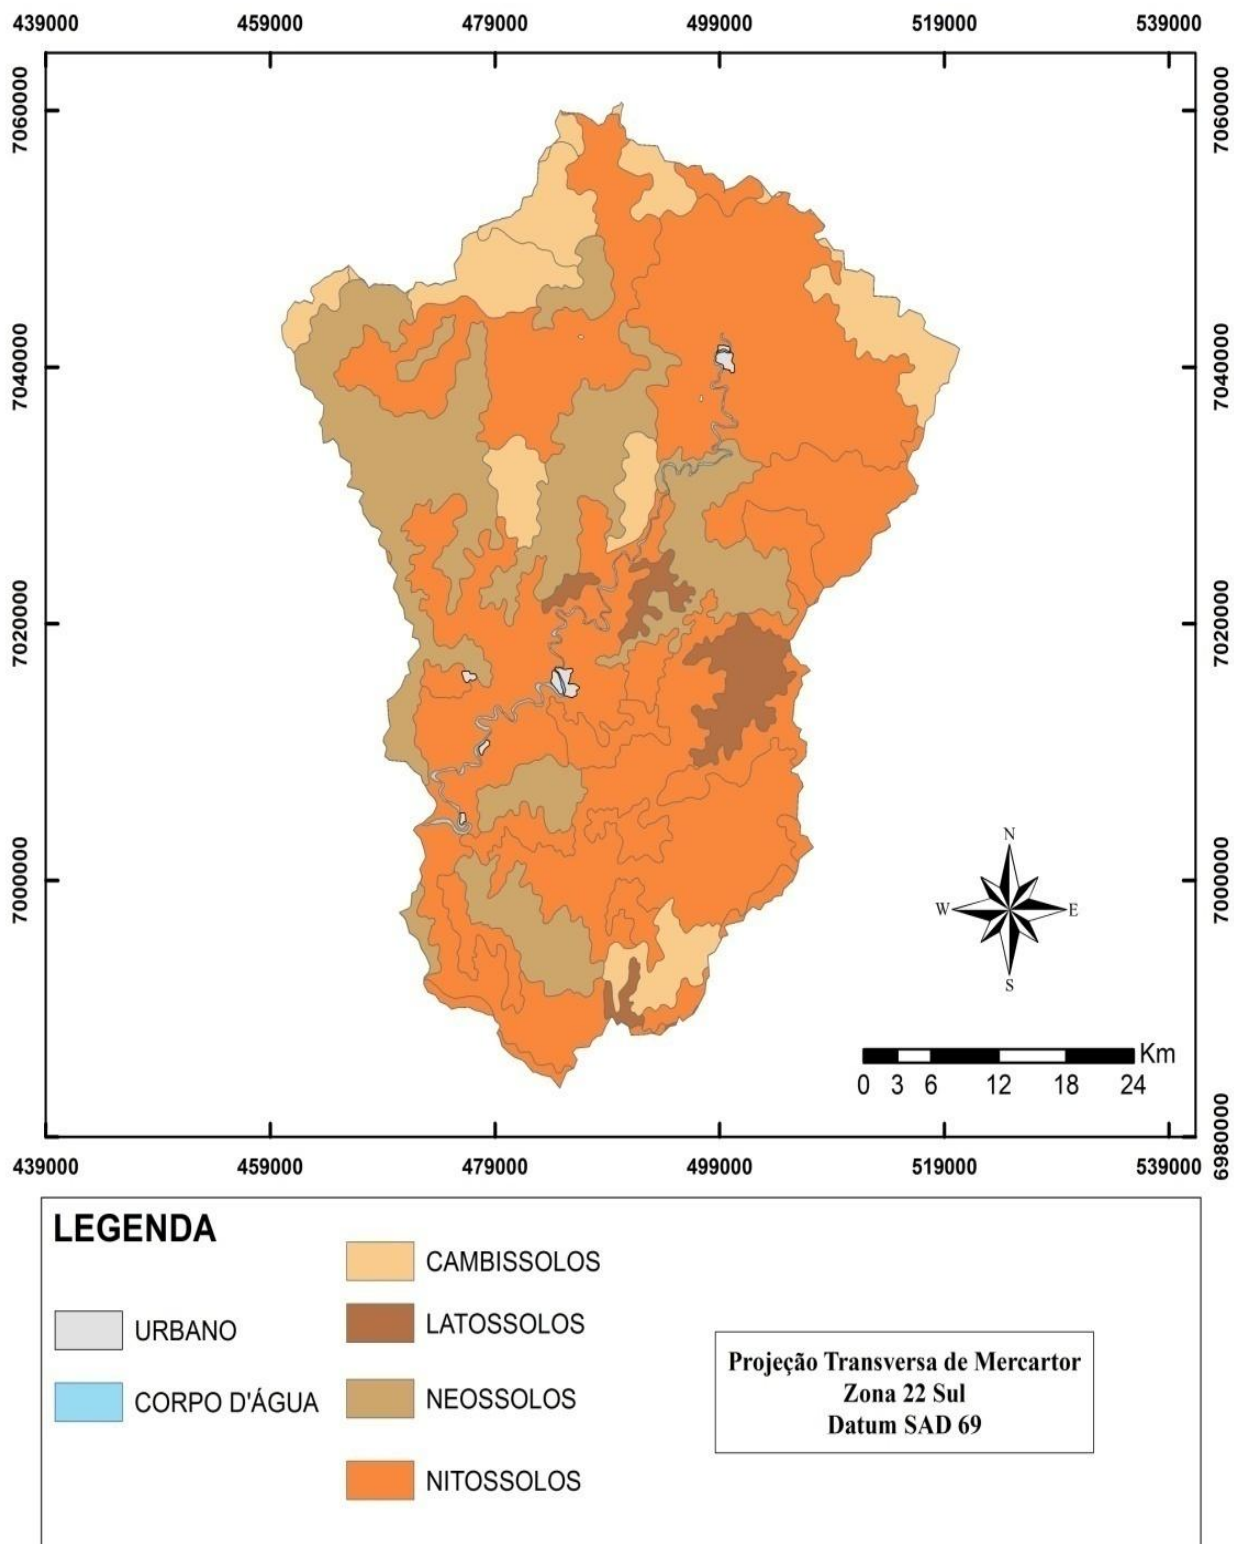 439000 459000 479000 499000 519000 539000
7060000 7060000
7040000 7040000
7020000 7020000
7000000 7000000
6980000
N
W E
S
Km
0 3 6 12 18 24
439000 459000 479000 499000 519000 539000
LEGENDA
URBANO
CORPO D'ÁGUA
CAMBISSOLOS
LATOSSOLOS
NEOSSOLOS
NITOSSOLOS
Projeção Transversa de Mercartor
Zona 22 Sul
Datum SAD 69